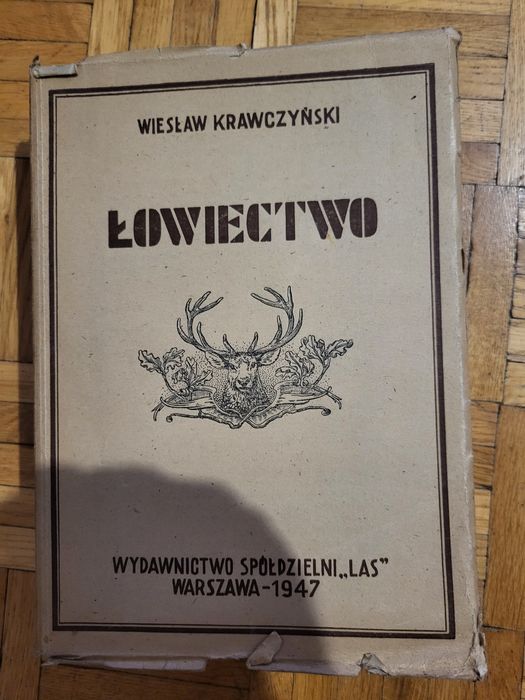 WIESŁAW KRAWCZYŃSKI
ŁOWIECTWO
WYDAWNICTWO SPÓŁDZIELNI „LAS"
WARSZAWA-1947